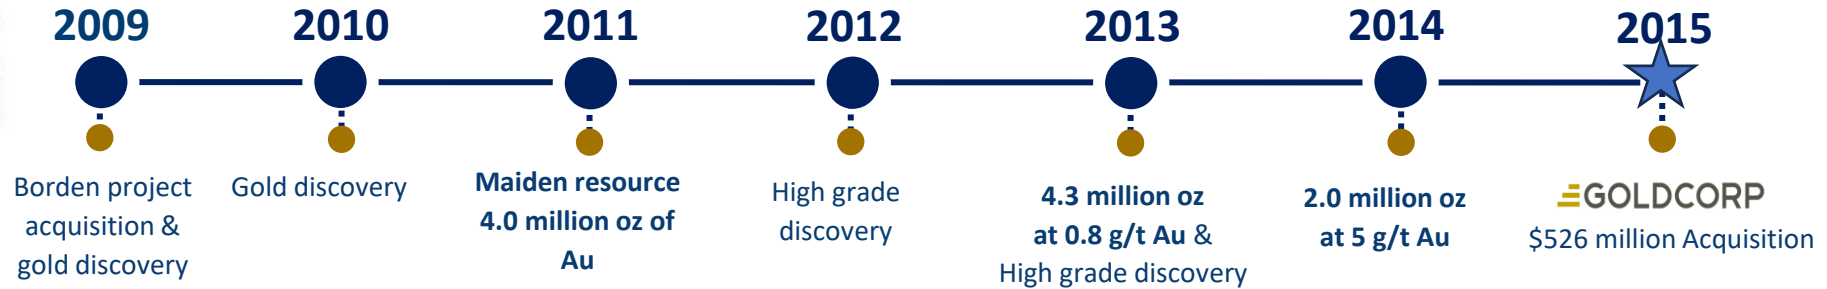 2009
Borden project
acquisition &
gold discovery
2010
Gold discovery
2011
Maiden resource
4.0 million oz of
Au
2012
High grade
discovery
2013
4.3 million oz
at 0.8 g/t Au &
High grade discovery
2014
2.0 million oz
at 5 g/t Au
2015
GOLDCORP
$526 million Acquisition